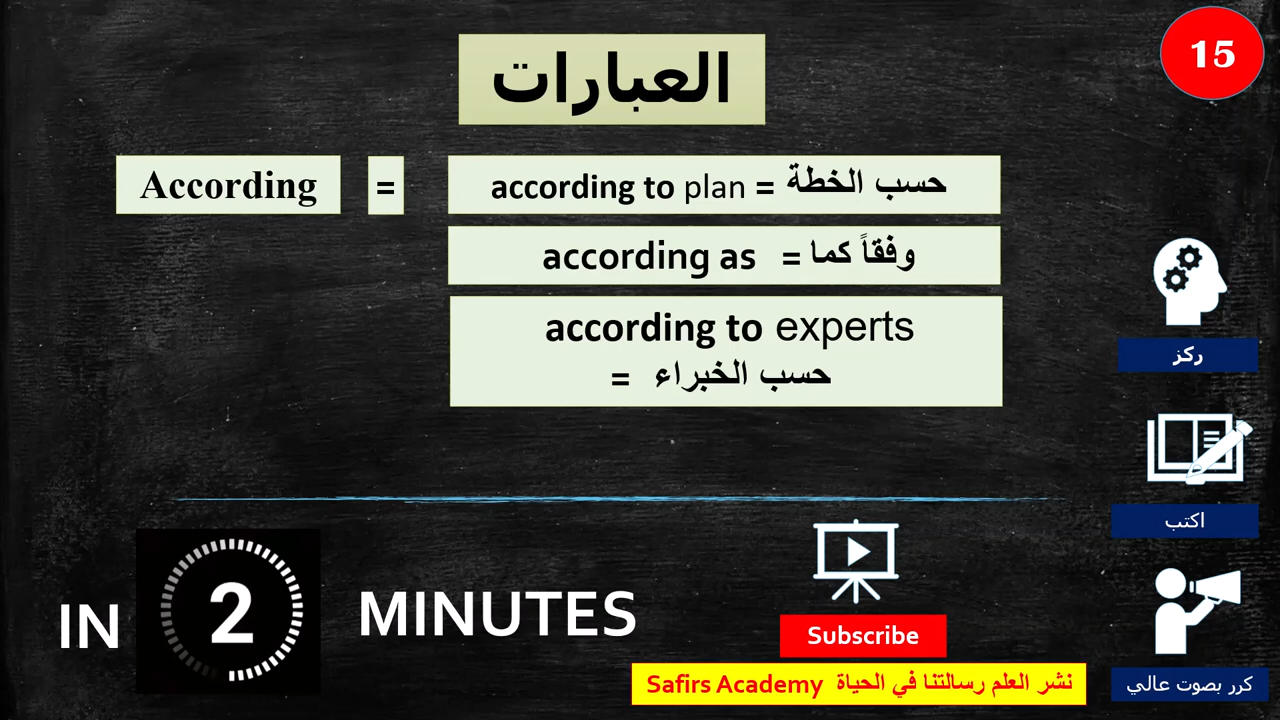 15
العبارات
According = according to plan = حسب الخطة
according as = وفقاً كما
according to experts
= حسب الخبراء
ركز
اكتب
كرر بصوت عالي
IN 2 MINUTES
Subscribe
Safirs Academy نشر العلم رسالتنا في الحياة